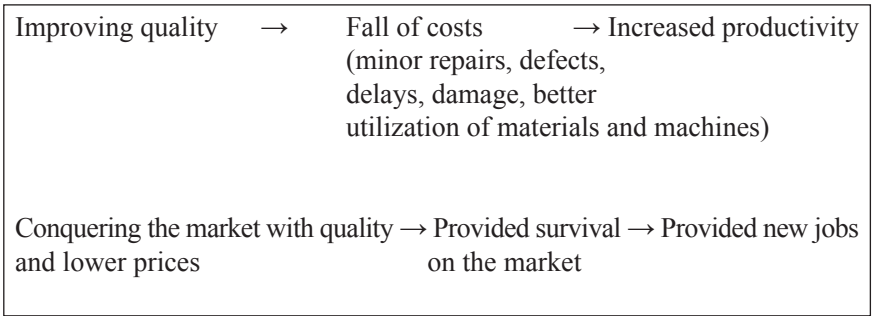 Improving quality → Fall of costs → Increased productivity
(minor repairs, defects,
delays, damage, better
utilization of materials and machines)
Conquering the market with quality → Provided survival → Provided new jobs
and lower prices on the market